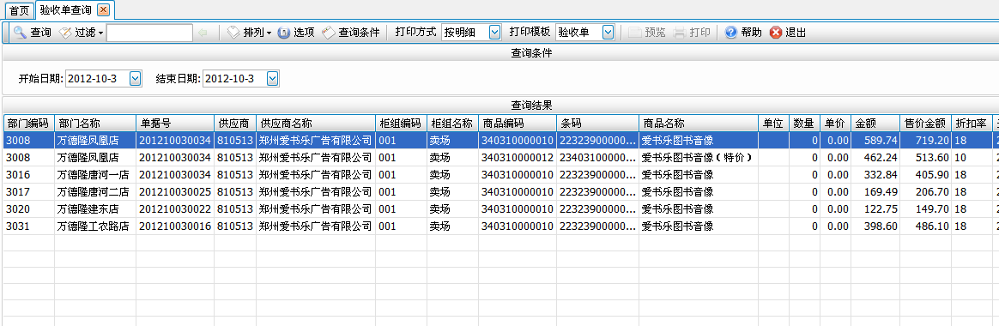 首页 验收单查询
查询 过滤 排列 选项 查询条件 打印方式 按明细 打印模板 验收单 预览 打印 帮助 退出
查询条件
开始日期: 2012-10-3 结束日期: 2012-10-3
查询结果
部门编码 部门名称 单据号 供应商 供应商名称 柜组编码 柜组名称 商品编码 条码 商品名称 单位 数量 单价 金额 售价金额 折扣率
3008 万德隆凤凰店 201210030034 810513 郑州爱书乐广告有限公司 001 卖场 340310000010 22323900000... 爱书乐图书音像 0 0.00 589.74 719.20 18
3008 万德隆凤凰店 201210030034 810513 郑州爱书乐广告有限公司 001 卖场 340310000012 23403100000... 爱书乐图书音像（特价） 0 0.00 462.24 513.60 10
3016 万德隆唐河一店 201210030034 810513 郑州爱书乐广告有限公司 001 卖场 340310000010 22323900000... 爱书乐图书音像 0 0.00 332.84 405.90 18
3017 万德隆唐河二店 201210030025 810513 郑州爱书乐广告有限公司 001 卖场 340310000010 22323900000... 爱书乐图书音像 0 0.00 169.49 206.70 18
3020 万德隆建东店 201210030022 810513 郑州爱书乐广告有限公司 001 卖场 340310000010 22323900000... 爱书乐图书音像 0 0.00 122.75 149.70 18
3031 万德隆工农路店 201210030016 810513 郑州爱书乐广告有限公司 001 卖场 340310000010 22323900000... 爱书乐图书音像 0 0.00 398.60 486.10 18